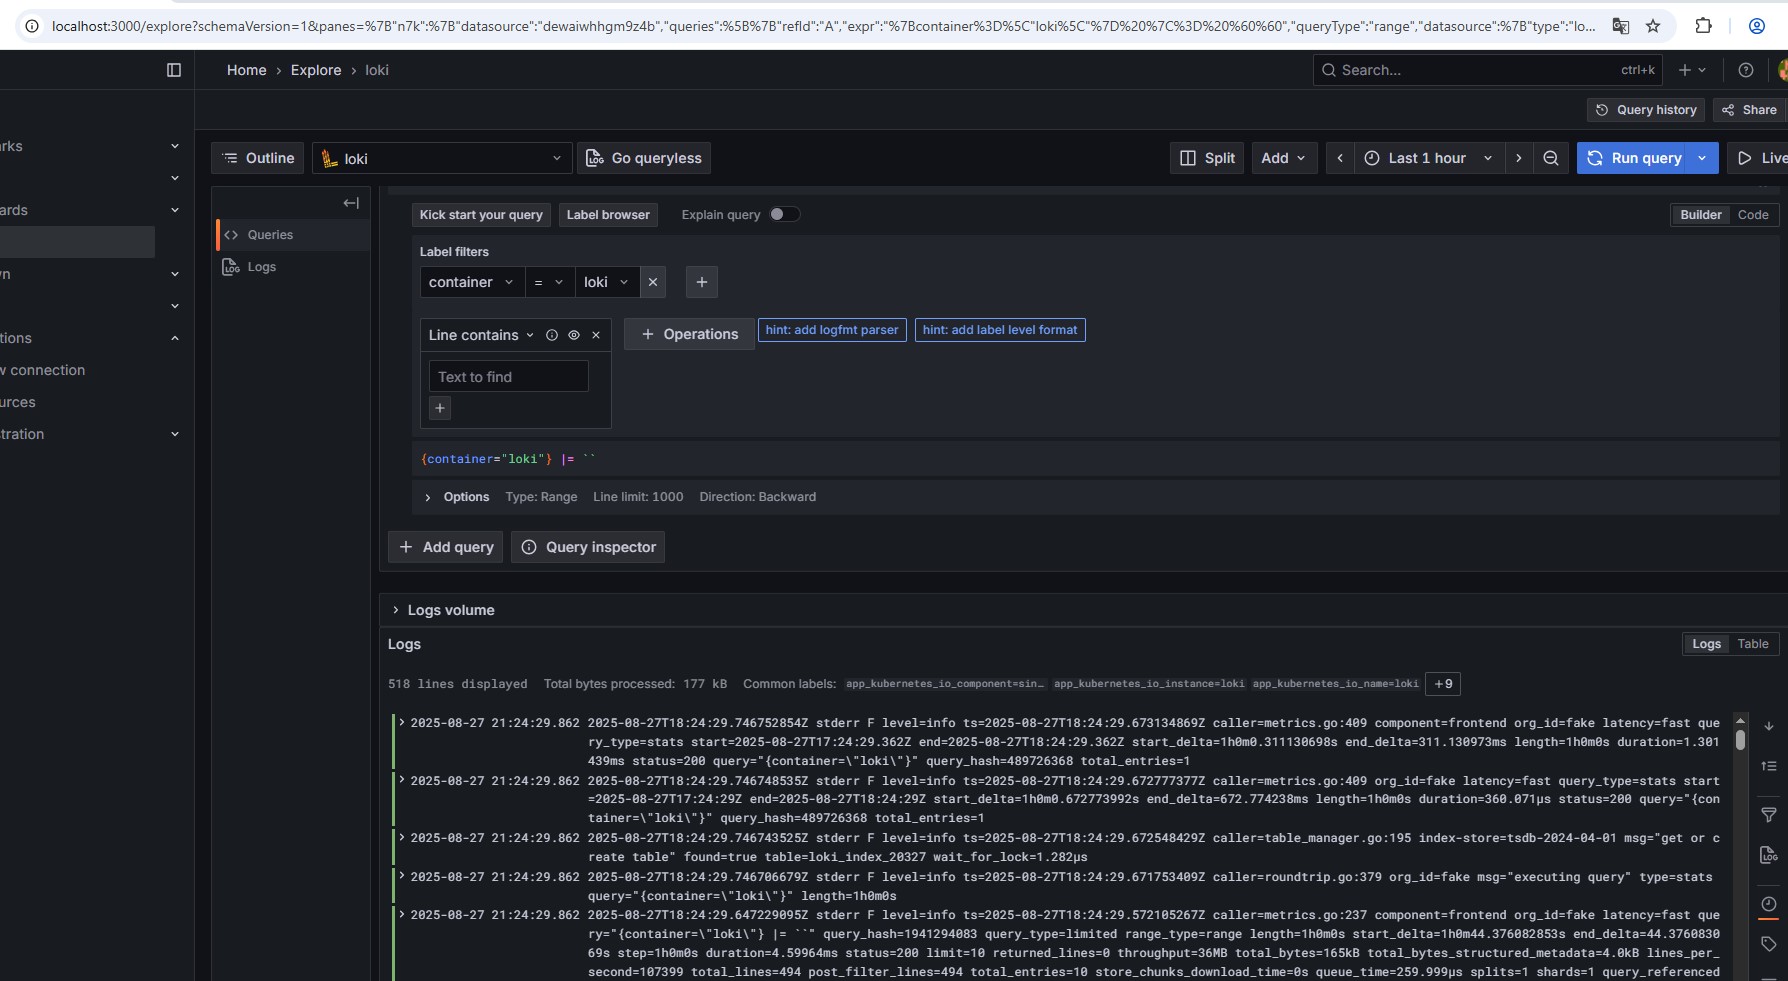 localhost:3000/explore?schemaVersion=1&panes=%7B"n7k":%7B"datasource":"dewaiwhhgm9z4b","queries":%5B%7B"refId":"A","expr":"%7Bcontainer%3D%5C"loki%5C"%7D%20%7C%3D%20%60%60","queryType":"range","datasource":%7B"type":"lo...
Home › Explore › loki
Search... ctrl+k
Query history
Share
arks
ards
wn
tions
w connection
urces
stration
Outline
loki
Go queryless
Split
Add
Last 1 hour
Run query
Live
Queries
Logs
Kick start your query
Label browser
Explain query
Builder
Code
Label filters
container = loki
Line contains
Operations
hint: add logfmt parser
hint: add label level format
Text to find
{container="loki"} |= ``
Options Type: Range Line limit: 1000 Direction: Backward
Add query
Query inspector
Logs volume
Logs
Logs
Table
518 lines displayed Total bytes processed: 177 kB Common labels: app_kubernetes_io_component=sin… app_kubernetes_io_instance=loki app_kubernetes_io_name=loki +9
2025-08-27 21:24:29.862 2025-08-27T18:24:29.746752854Z stderr F level=info ts=2025-08-27T18:24:29.673134869Z caller=metrics.go:409 component=frontend org_id=fake latency=fast que
ry_type=stats start=2025-08-27T17:24:29.362Z end=2025-08-27T18:24:29.362Z start_delta=1h0m0.311130698s end_delta=311.130973ms length=1h0m0s duration=1.301
439ms status=200 query="{container=\"loki\"}" query_hash=489726368 total_entries=1
2025-08-27 21:24:29.862 2025-08-27T18:24:29.746748535Z stderr F level=info ts=2025-08-27T18:24:29.672777377Z caller=metrics.go:409 org_id=fake latency=fast query_type=stats start
=2025-08-27T17:24:29Z end=2025-08-27T18:24:29Z start_delta=1h0m0.672773992s end_delta=672.774238ms length=1h0m0s duration=360.071µs status=200 query="{con
tainer=\"loki\"}" query_hash=489726368 total_entries=1
2025-08-27 21:24:29.862 2025-08-27T18:24:29.746743525Z stderr F level=info ts=2025-08-27T18:24:29.672548429Z caller=table_manager.go:195 index-store=tsdb-2024-04-01 msg="get or c
reate table" found=true table=loki_index_20327 wait_for_lock=1.282µs
2025-08-27 21:24:29.862 2025-08-27T18:24:29.746706679Z stderr F level=info ts=2025-08-27T18:24:29.671753409Z caller=roundtrip.go:379 org_id=fake msg="executing query" type=stats
query="{container=\"loki\"}" length=1h0m0s
2025-08-27 21:24:29.862 2025-08-27T18:24:29.647229095Z stderr F level=info ts=2025-08-27T18:24:29.572105267Z caller=metrics.go:237 component=frontend org_id=fake latency=fast que
ry="{container=\"loki\"} |= ``" query_hash=1941294083 query_type=limited range_type=range length=1h0m0s start_delta=1h0m44.376082853s end_delta=44.3760830
69s step=1h0m0s duration=4.59964ms status=200 limit=10 returned_lines=0 throughput=36MB total_bytes=165kB total_bytes_structured_metadata=4.0kB lines_per_
second=107399 total_lines=494 post_filter_lines=494 total_entries=10 store_chunks_download_time=0s queue_time=259.999µs splits=1 shards=1 query_referenced